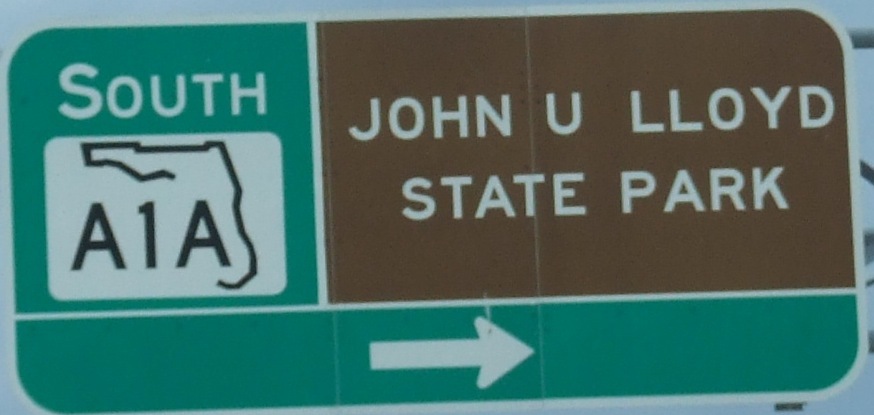 SOUTH
A1A
JOHN U LLOYD
STATE PARK